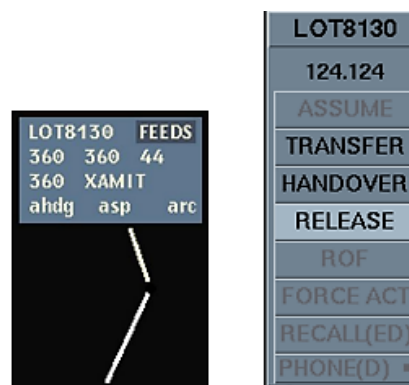 LOT8130 FEEDS
360 360 44
360 XAMIT
ahdg asp arc
LOT8130
124.124
ASSUME
TRANSFER
HANDOVER
RELEASE
ROF
FORCE ACT
RECALL(ED)
PHONE(D)